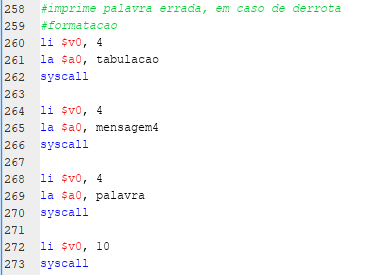 258 #imprime palavra errada, em caso de derrota
259 #formatacao
260 li $v0, 4
261 la $a0, tabulacao
262 syscall
263
264 li $v0, 4
265 la $a0, mensagem4
266 syscall
267
268 li $v0, 4
269 la $a0, palavra
270 syscall
271
272 li $v0, 10
273 syscall